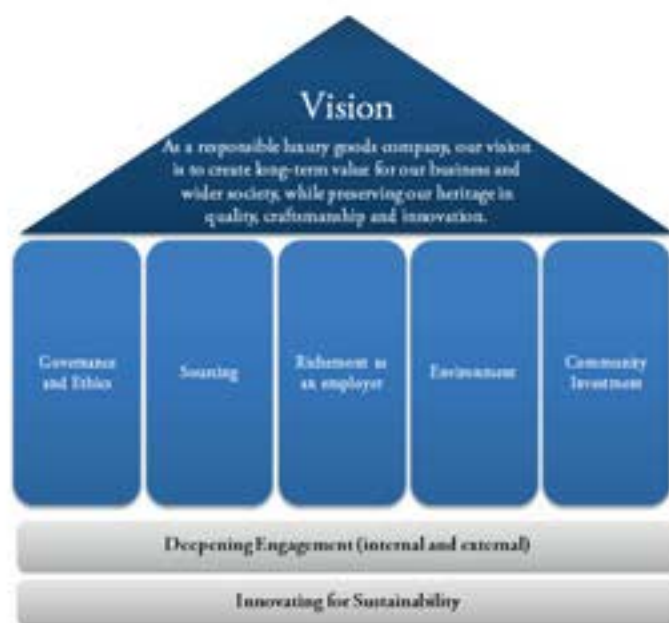 Vision
As a responsible luxury goods company, our vision
is to create long-term value for our business and
wider society, while preserving our heritage in
quality, craftsmanship and innovation.
Governance
and Ethics
Sourcing
Richemont as
an employer
Environment
Community
Investment
Deepening Engagement (internal and external)
Innovating for Sustainability